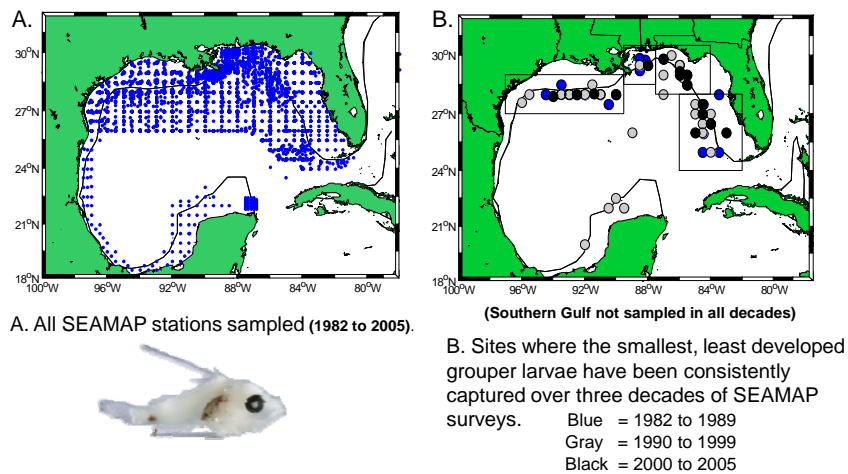 A.
30°N
27°N
24°N
21°N
18°N
100°W 96°W 92°W 88°W 84°W 80°W
A. All SEAMAP stations sampled (1982 to 2005).
B.
30°N
27°N
24°N
21°N
18°N
100°W 96°W 92°W 88°W 84°W 80°W
(Southern Gulf not sampled in all decades)
B. Sites where the smallest, least developed
grouper larvae have been consistently
captured over three decades of SEAMAP
surveys.
Blue = 1982 to 1989
Gray = 1990 to 1999
Black = 2000 to 2005